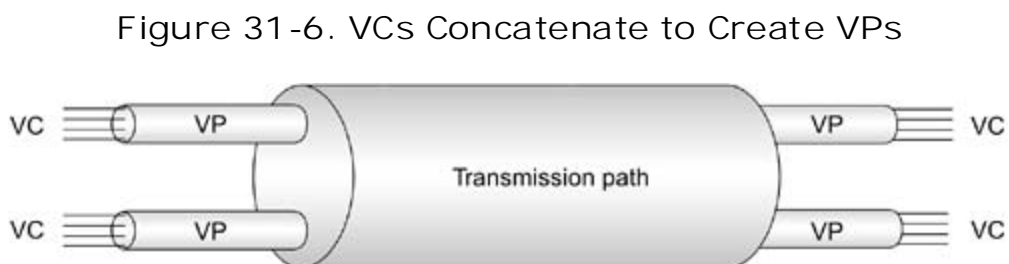 Figure 31-6. VCs Concatenate to Create VPs
VC VP VP VC
Transmission path
VC VP VP VC